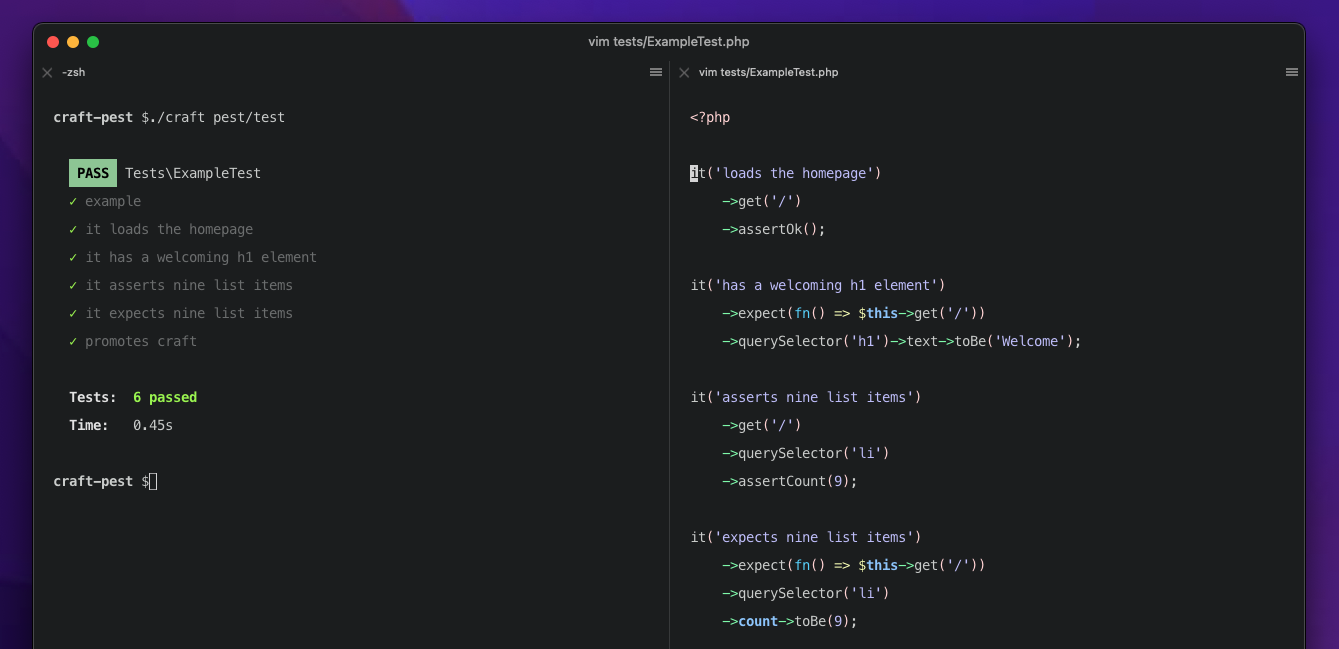 vim tests/ExampleTest.php
-zsh
craft-pest $./craft pest/test
PASS Tests\ExampleTest
✓ example
✓ it loads the homepage
✓ it has a welcoming h1 element
✓ it asserts nine list items
✓ it expects nine list items
✓ promotes craft
Tests: 6 passed
Time: 0.45s
craft-pest $
vim tests/ExampleTest.php
<?php
it('loads the homepage')
->get('/')
->assertOk();
it('has a welcoming h1 element')
->expect(fn() => $this->get('/'))
->querySelector('h1')->text->toBe('Welcome');
it('asserts nine list items')
->get('/')
->querySelector('li')
->assertCount(9);
it('expects nine list items')
->expect(fn() => $this->get('/'))
->querySelector('li')
->count->toBe(9);